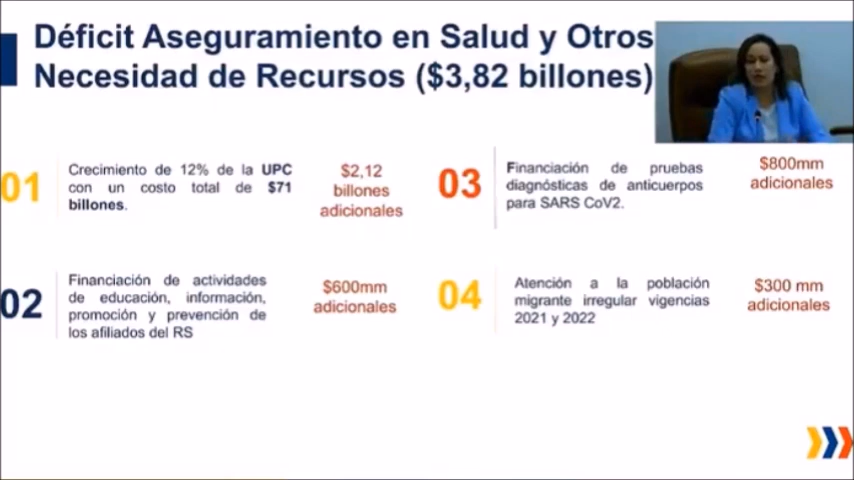 Déficit Aseguramiento en Salud y Otros
Necesidad de Recursos ($3,82 billones)
01
Crecimiento de 12% de la UPC
con un costo total de $71
billones.
$2,12
billones
adicionales
02
Financiación de actividades
de educación, información,
promoción y prevención de
los afiliados del RS
$600mm
adicionales
03
Financiación de pruebas
diagnósticas de anticuerpos
para SARS CoV2.
$800mm
adicionales
04
Atención a la población
migrante irregular vigencias
2021 y 2022
$300 mm
adicionales